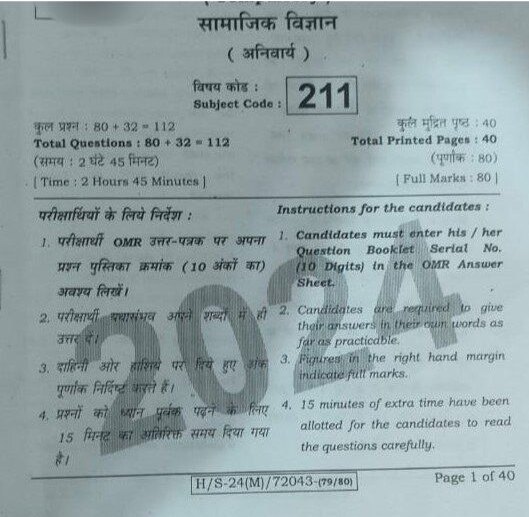 सामाजिक विज्ञान
( अनिवार्य )
विषय कोड :
Subject Code :
211
कुल प्रश्न : 80 + 32 = 112
Total Questions : 80 + 32 = 112
(समय : 2 घंटे 45 मिनट)
[ Time : 2 Hours 45 Minutes ]
कुल मुद्रित पृष्ठ : 40
Total Printed Pages : 40
(पूर्णांक : 80)
[ Full Marks : 80 ]
परीक्षार्थियों के लिये निर्देश :
1. परीक्षार्थी OMR उत्तर-पत्रक पर अपना
प्रश्न पुस्तिका क्रमांक (10 अंकों का)
अवश्य लिखें।
2. परीक्षार्थी यथासंभव अपने शब्दों में ही
उत्तर दें।
3. दाहिनी ओर हाशिये पर दिये हुए अंक
पूर्णांक निर्दिष्ट करते हैं।
4. प्रश्नों को ध्यान पूर्वक पढ़ने के लिए
15 मिनट का अतिरिक्त समय दिया गया
है।
Instructions for the candidates :
1. Candidates must enter his / her
Question Booklet Serial No.
(10 Digits) in the OMR Answer
Sheet.
2. Candidates are required to give
their answers in their own words as
far as practicable.
3. Figures in the right hand margin
indicate full marks.
4. 15 minutes of extra time have been
allotted for the candidates to read
the questions carefully.
2024
H/S-24(M)/72043-(79/80)
Page 1 of 40